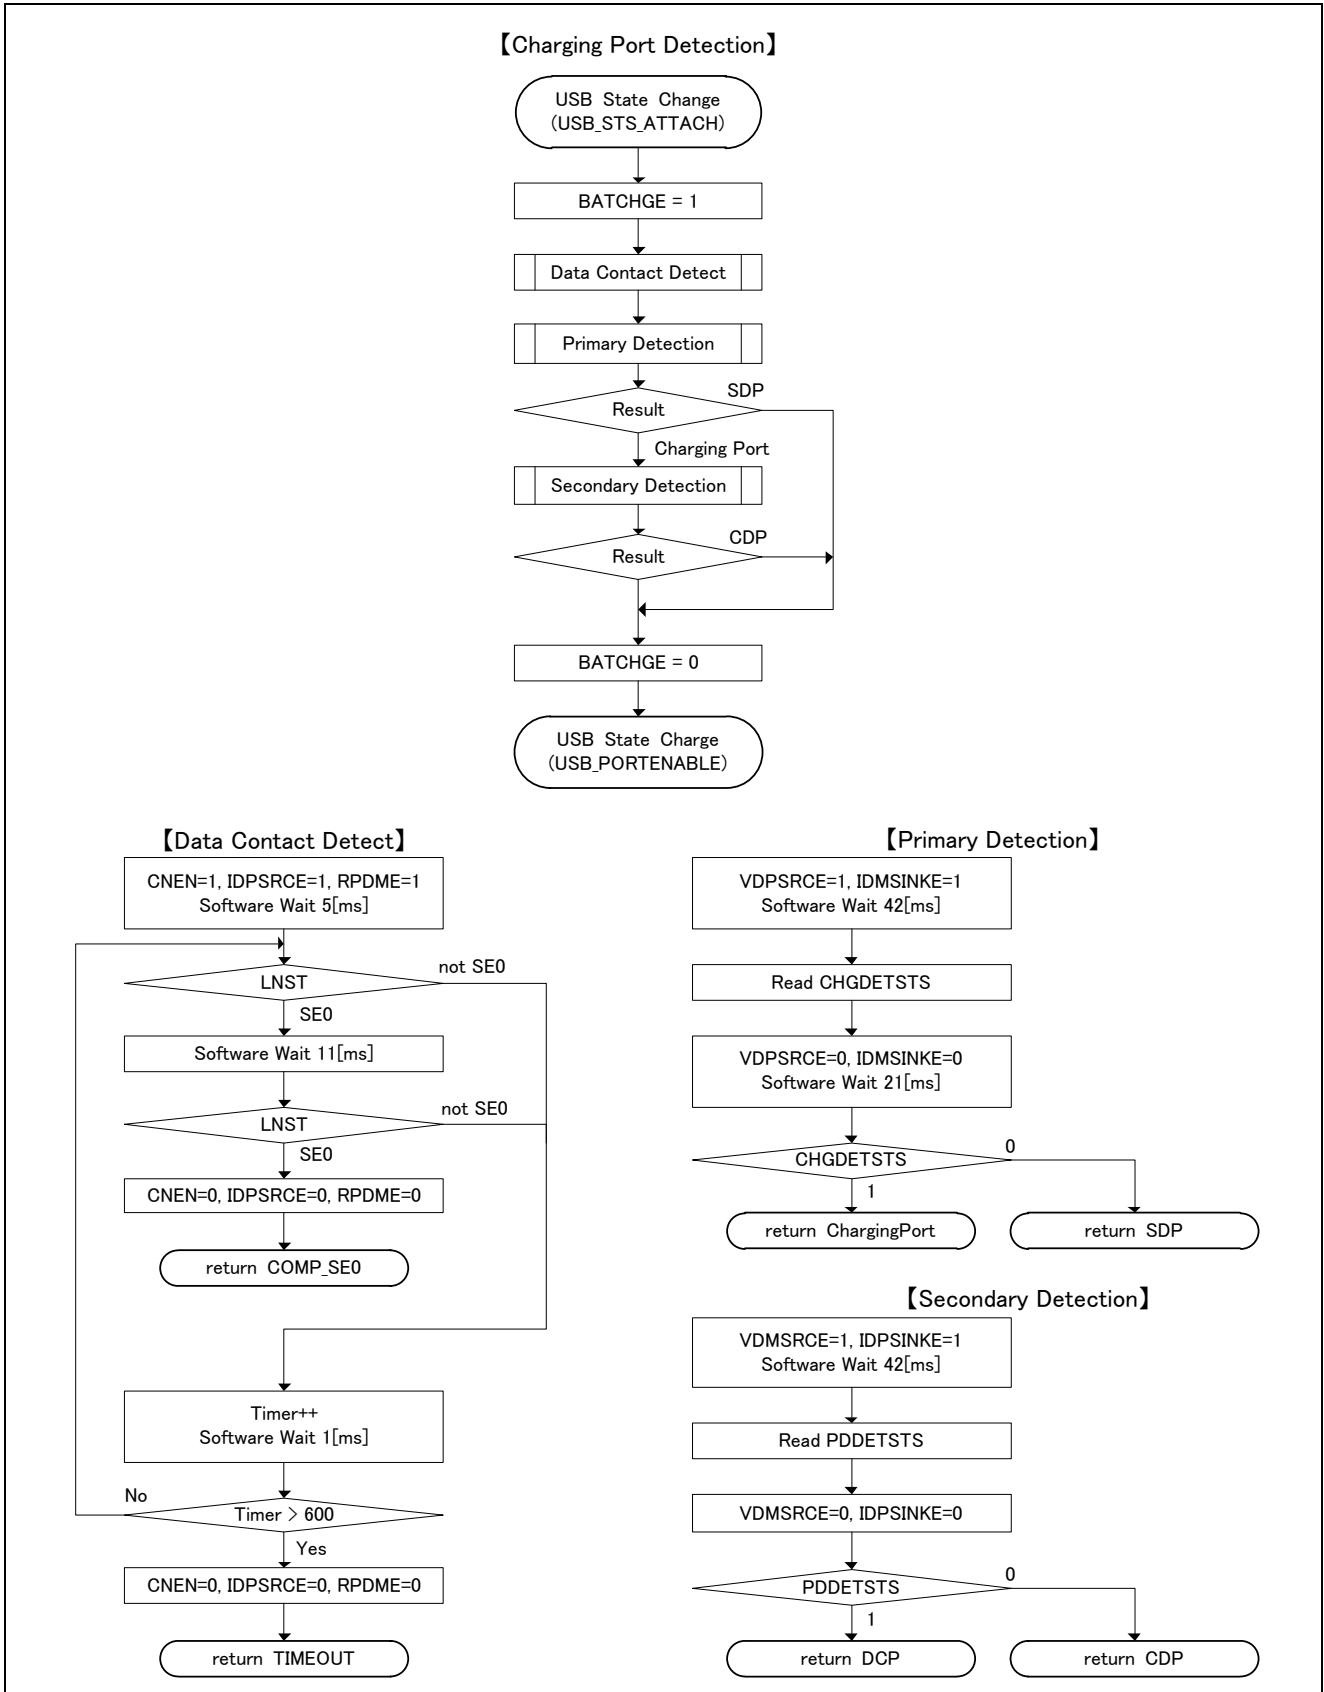 【Charging Port Detection】
USB State Change
(USB_STS_ATTACH)
BATCHGE = 1
Data Contact Detect
Primary Detection
SDP
Result
Charging Port
Secondary Detection
CDP
Result
BATCHGE = 0
USB State Charge
(USB_PORTENABLE)
【Data Contact Detect】
CNEN=1, IDPSRCE=1, RPDME=1
Software Wait 5[ms]
not SE0
LNST
SE0
Software Wait 11[ms]
not SE0
LNST
SE0
CNEN=0, IDPSRCE=0, RPDME=0
return COMP_SE0
Timer++
Software Wait 1[ms]
No
Timer > 600
Yes
CNEN=0, IDPSRCE=0, RPDME=0
return TIMEOUT
【Primary Detection】
VDPSRCE=1, IDMSINKE=1
Software Wait 42[ms]
Read CHGDETSTS
VDPSRCE=0, IDMSINKE=0
Software Wait 21[ms]
0
CHGDETSTS
1
return ChargingPort
return SDP
【Secondary Detection】
VDMSRCE=1, IDPSINKE=1
Software Wait 42[ms]
Read PDDETSTS
VDMSRCE=0, IDPSINKE=0
0
PDDETSTS
1
return DCP
return CDP